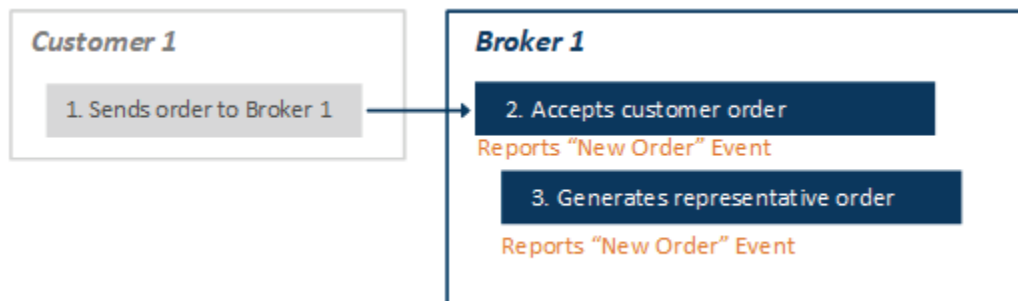 Customer 1
1. Sends order to Broker 1
Broker 1
2. Accepts customer order
Reports “New Order” Event
3. Generates representative order
Reports “New Order” Event